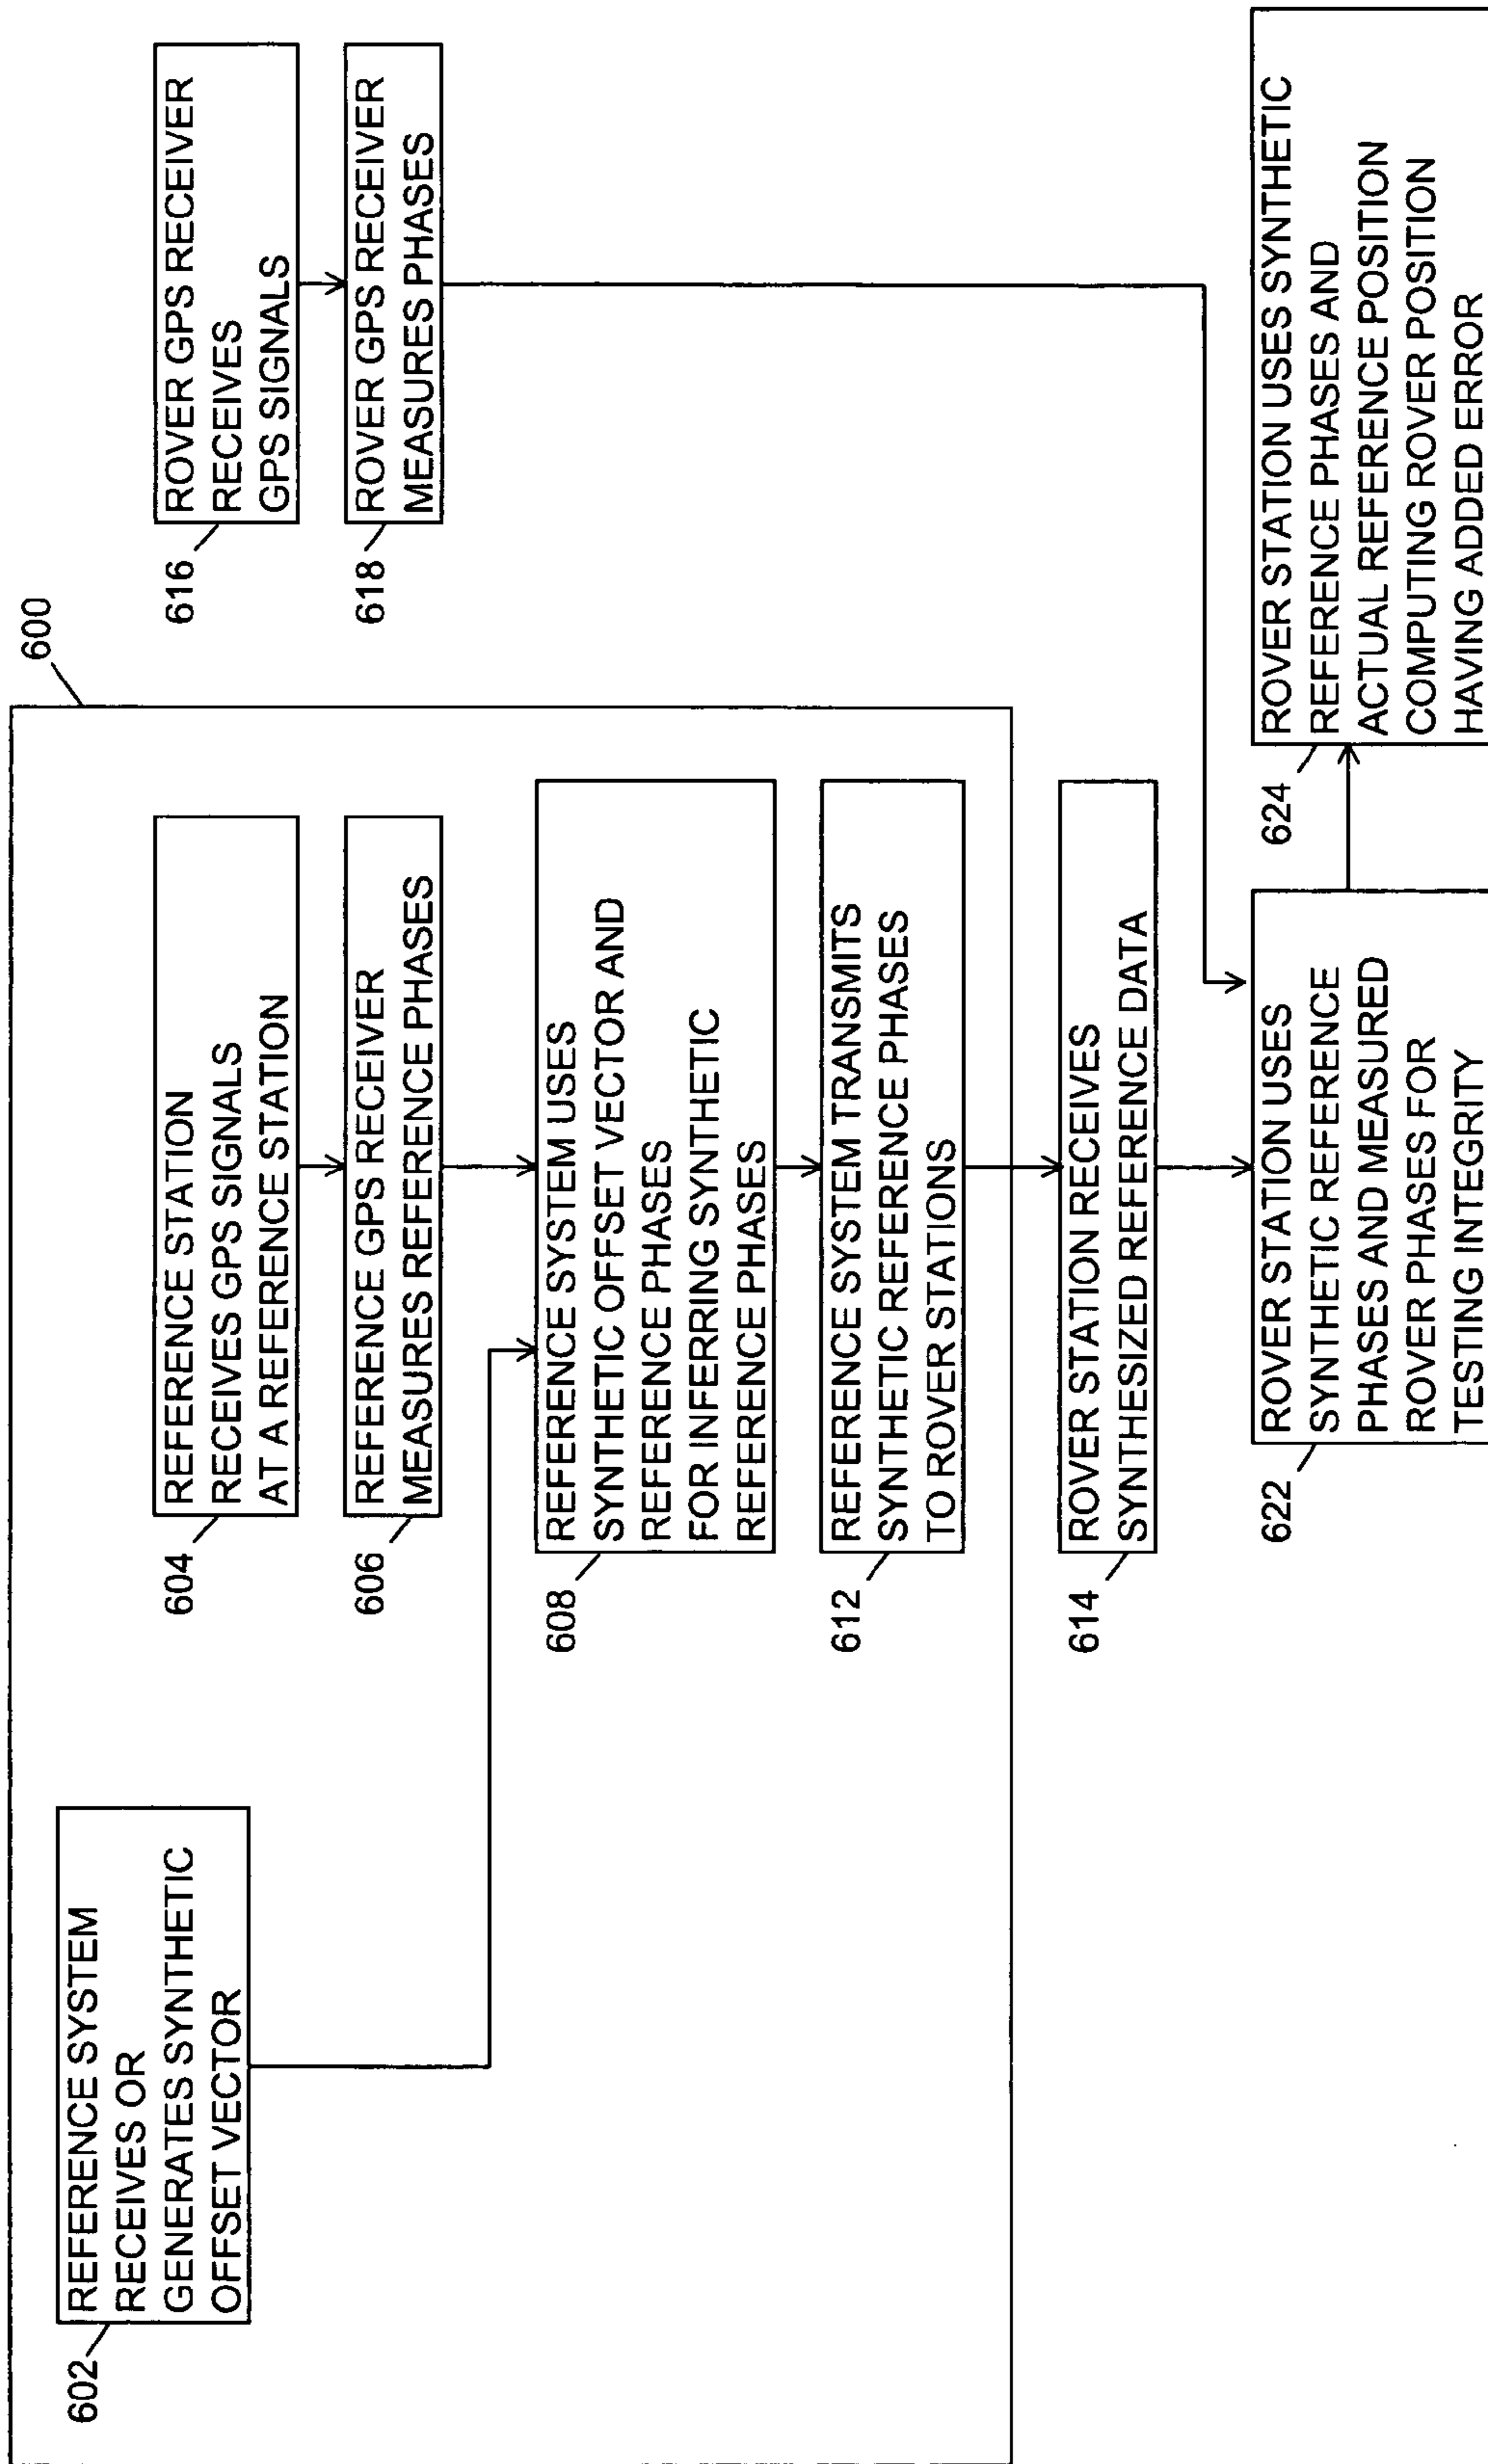 600
602
REFERENCE SYSTEM
RECEIVES OR
GENERATES SYNTHETIC
OFFSET VECTOR
604
REFERENCE STATION
RECEIVES GPS SIGNALS
AT A REFERENCE STATION
606
REFERENCE GPS RECEIVER
MEASURES REFERENCE PHASES
608
REFERENCE SYSTEM USES
SYNTHETIC OFFSET VECTOR AND
REFERENCE PHASES
FOR INFERRING SYNTHETIC
REFERENCE PHASES
612
REFERENCE SYSTEM TRANSMITS
SYNTHETIC REFERENCE PHASES
TO ROVER STATIONS
614
ROVER STATION RECEIVES
SYNTHESIZED REFERENCE DATA
616
ROVER GPS RECEIVER
RECEIVES
GPS SIGNALS
618
ROVER GPS RECEIVER
MEASURES PHASES
622
ROVER STATION USES
SYNTHETIC REFERENCE
PHASES AND MEASURED
ROVER PHASES FOR
TESTING INTEGRITY
624
ROVER STATION USES SYNTHETIC
REFERENCE PHASES AND
ACTUAL REFERENCE POSITION
COMPUTING ROVER POSITION
HAVING ADDED ERROR